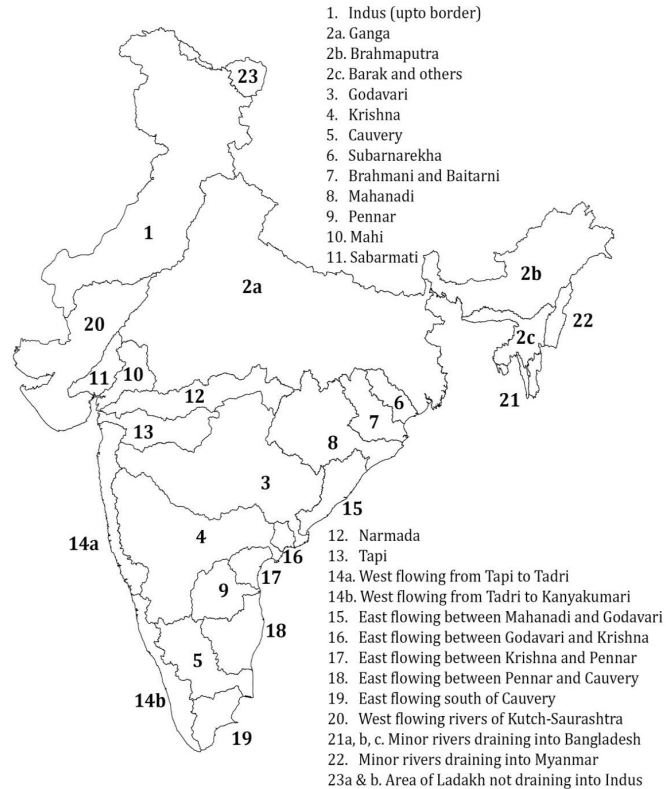 1. Indus (upto border)
2a. Ganga
2b. Brahmaputra
2c. Barak and others
3. Godavari
4. Krishna
5. Cauvery
6. Subarnarekha
7. Brahmani and Baitarni
8. Mahanadi
9. Pennar
10. Mahi
11. Sabarmati
23
1
2a
2b
20
22
2c
11
10
12
21
6
7
13
8
3
15
14a
4
16
17
9
18
5
14b
19
12. Narmada
13. Tapi
14a. West flowing from Tapi to Tadri
14b. West flowing from Tadri to Kanyakumari
15. East flowing between Mahanadi and Godavari
16. East flowing between Godavari and Krishna
17. East flowing between Krishna and Pennar
18. East flowing between Pennar and Cauvery
19. East flowing south of Cauvery
20. West flowing rivers of Kutch-Saurashtra
21a, b, c. Minor rivers draining into Bangladesh
22. Minor rivers draining into Myanmar
23a & b. Area of Ladakh not draining into Indus